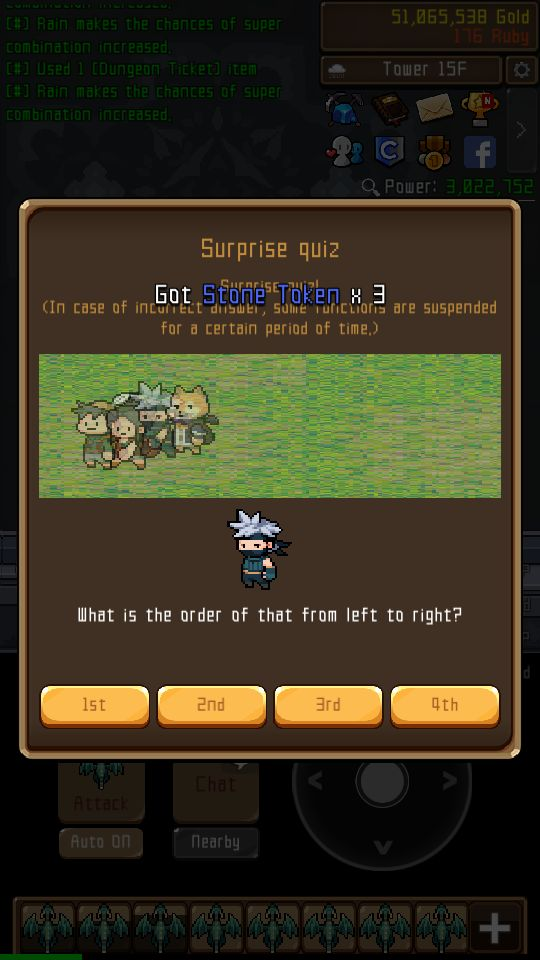 combination increased.
[#] Rain makes the chances of super
combination increased.
[#] Used 1 [Dungeon Ticket] item
[#] Rain makes the chances of super
combination increased.
51,065,538 Gold
176 Ruby
Tower 15F
N
C
f
Power: 3,022,752
Surprise quiz
Surprise quiz!
Got Stone Token x 3
(In case of incorrect answer, some functions are suspended
for a certain period of time.)
What is the order of that from left to right?
1st
2nd
3rd
4th
Attack
Chat
Auto ON
Nearby